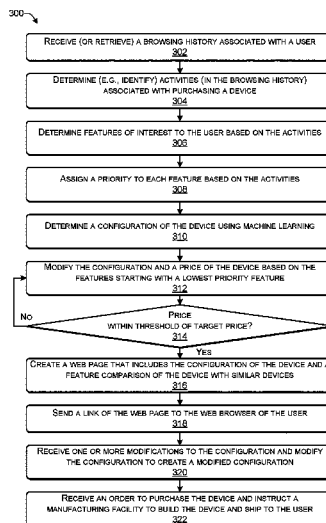 300
RECEIVE (OR RETRIEVE) A BROWSING HISTORY ASSOCIATED WITH A USER
302
DETERMINE (E.G., IDENTIFY) ACTIVITIES (IN THE BROWSING HISTORY)
ASSOCIATED WITH PURCHASING A DEVICE
304
DETERMINE FEATURES OF INTEREST TO THE USER BASED ON THE ACTIVITIES
306
ASSIGN A PRIORITY TO EACH FEATURE BASED ON THE ACTIVITIES
308
DETERMINE A CONFIGURATION OF THE DEVICE USING MACHINE LEARNING
310
MODIFY THE CONFIGURATION AND A PRICE OF THE DEVICE BASED ON THE
FEATURES STARTING WITH A LOWEST PRIORITY FEATURE
312
NO
PRICE
WITHIN THRESHOLD OF TARGET PRICE?
314
YES
CREATE A WEB PAGE THAT INCLUDES THE CONFIGURATION OF THE DEVICE AND A
FEATURE COMPARISON OF THE DEVICE WITH SIMILAR DEVICES
316
SEND A LINK OF THE WEB PAGE TO THE WEB BROWSER OF THE USER
318
RECEIVE ONE OR MORE MODIFICATIONS TO THE CONFIGURATION AND MODIFY
THE CONFIGURATION TO CREATE A MODIFIED CONFIGURATION
320
RECEIVE AN ORDER TO PURCHASE THE DEVICE AND INSTRUCT A
MANUFACTURING FACILITY TO BUILD THE DEVICE AND SHIP TO THE USER
322